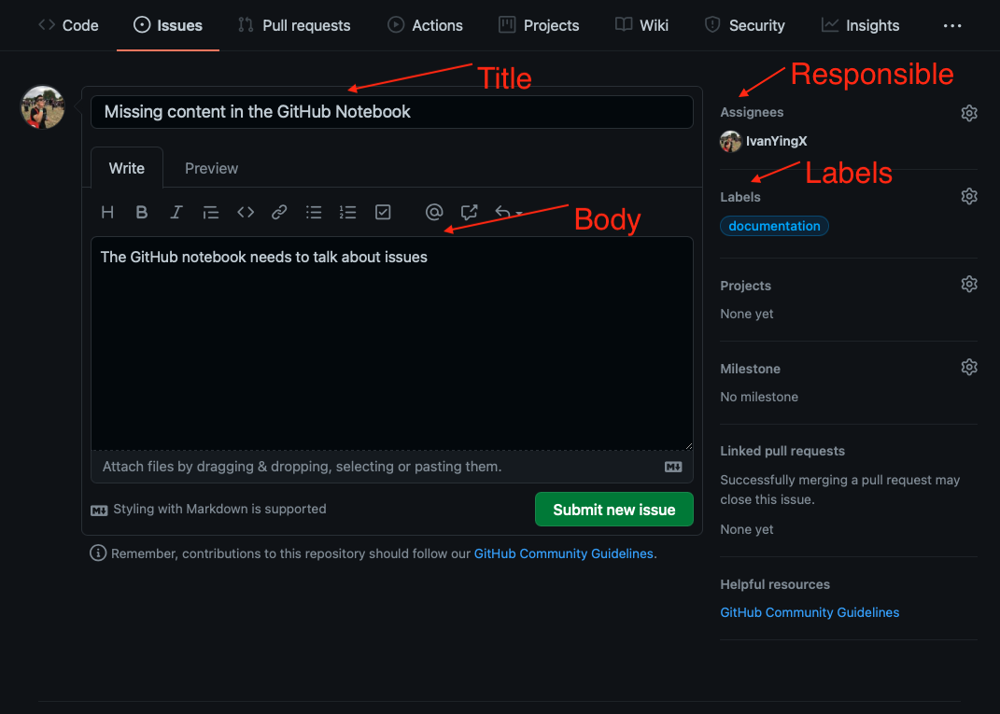 Code Issues Pull requests Actions Projects Wiki Security Insights
Title
Missing content in the GitHub Notebook
Write Preview
H B I
Body
The GitHub notebook needs to talk about issues
Attach files by dragging & dropping, selecting or pasting them.
Styling with Markdown is supported
Submit new issue
Remember, contributions to this repository should follow our GitHub Community Guidelines.
Responsible
Assignees
IvanYingX
Labels
Labels
documentation
Projects
None yet
Milestone
No milestone
Linked pull requests
Successfully merging a pull request may
close this issue.
None yet
Helpful resources
GitHub Community Guidelines